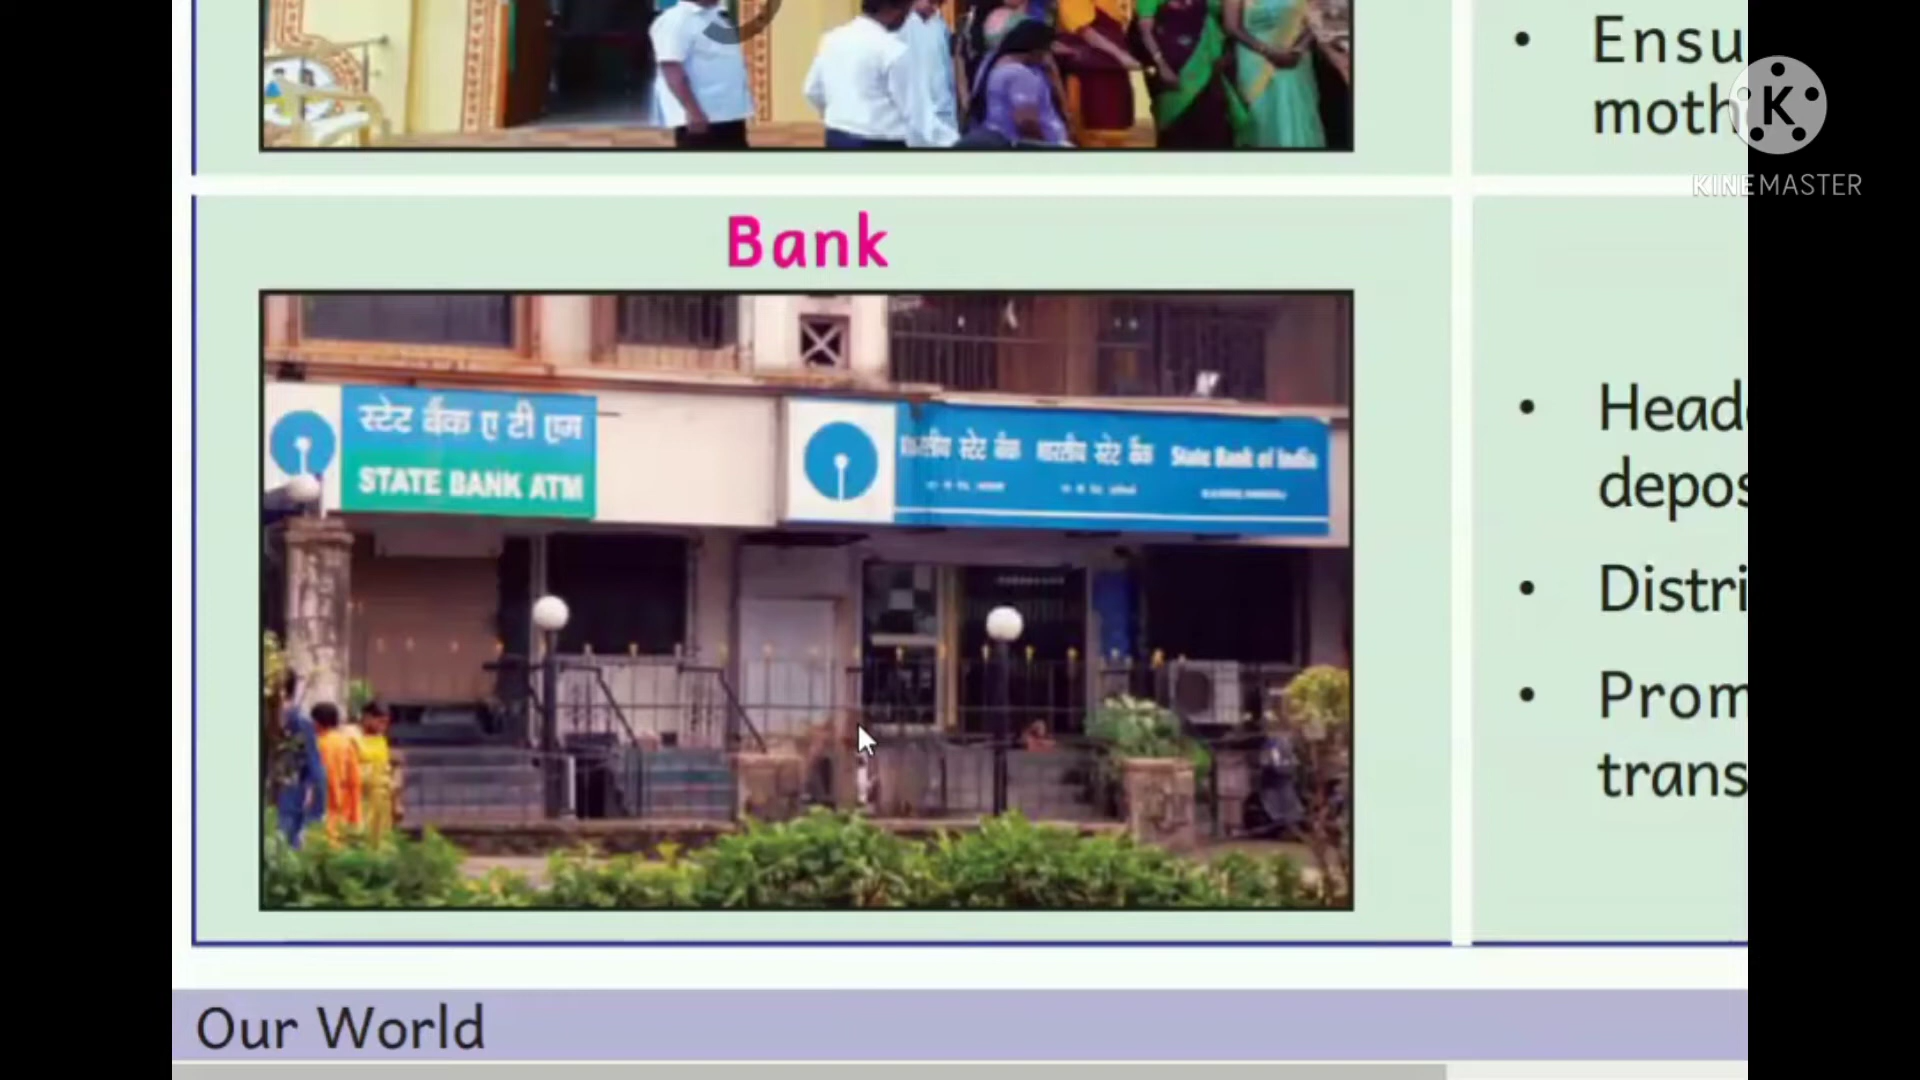 Ensu
moth
KINEMASTER
Bank
स्टेट बैंक ए टी एम
STATE BANK ATM
भारतीय स्टेट बैंक भारतीय स्टेट बैंक State Bank of India
Head
depos
Distri
Prom
trans
Our World